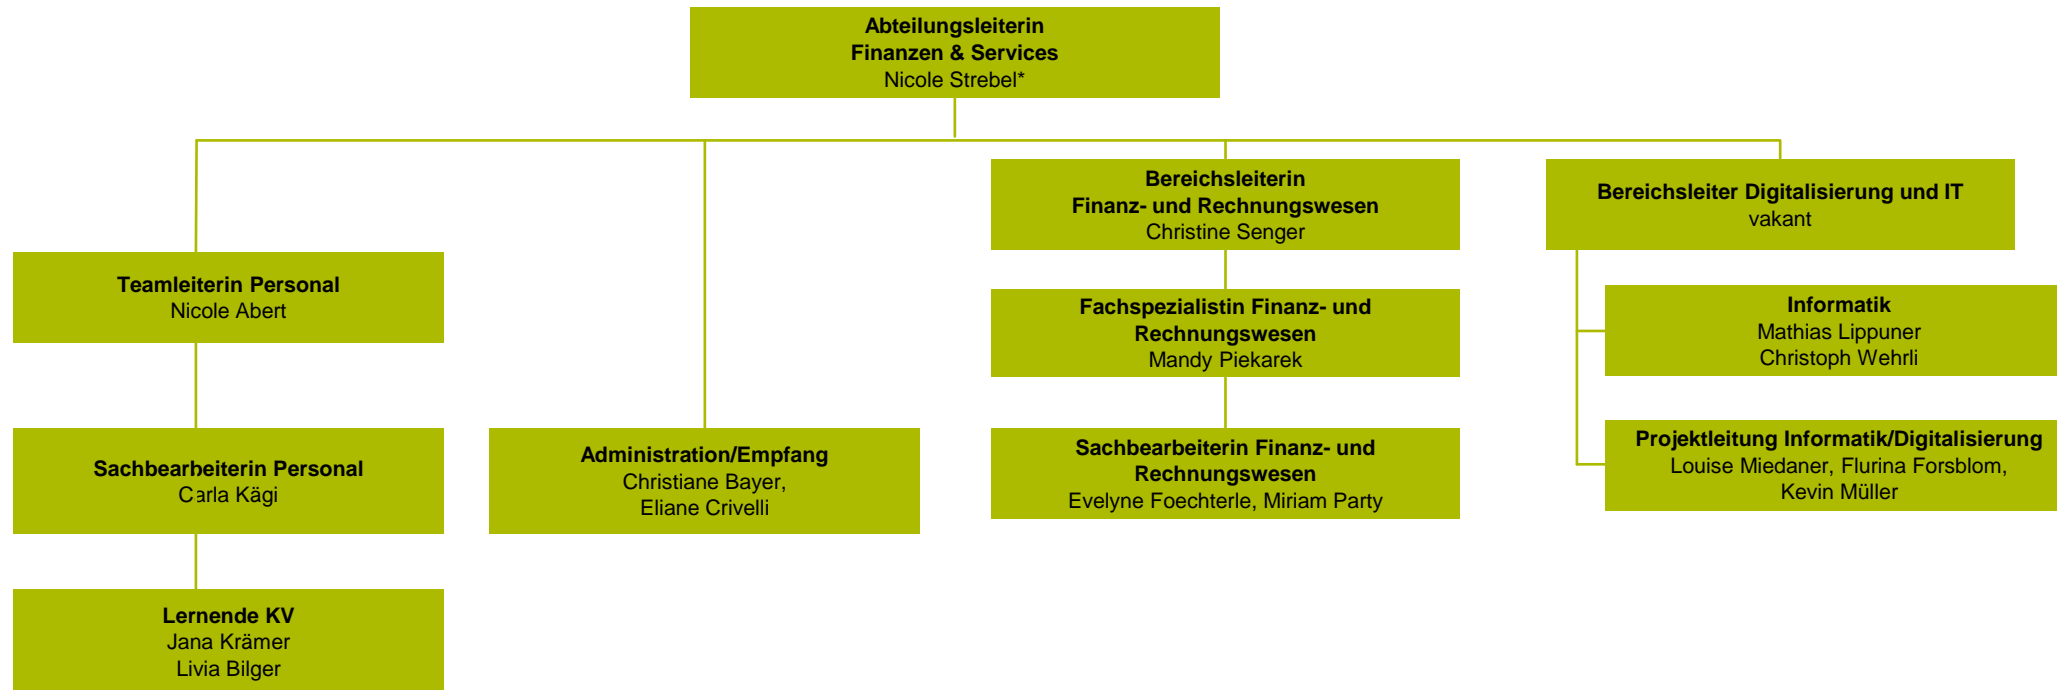 Abteilungsleiterin
Finanzen & Services
Nicole Strebel*
Teamleiterin Personal
Nicole Abert
Sachbearbeiterin Personal
Carla Kägi
Lernende KV
Jana Krämer
Livia Bilger
Administration/Empfang
Christiane Bayer,
Eliane Crivelli
Bereichsleiterin
Finanz- und Rechnungswesen
Christine Senger
Fachspezialistin Finanz- und
Rechnungswesen
Mandy Piekarek
Sachbearbeiterin Finanz- und
Rechnungswesen
Evelyne Foechterle, Miriam Party
Bereichsleiter Digitalisierung und IT
vakant
Informatik
Mathias Lippuner
Christoph Wehrli
Projektleitung Informatik/Digitalisierung
Louise Miedaner, Flurina Forsblom,
Kevin Müller